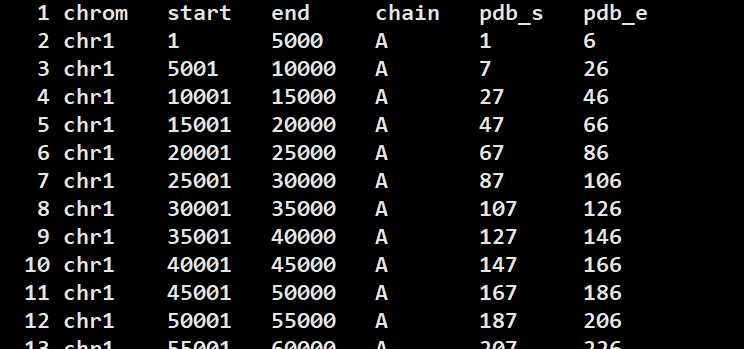 1 chrom start end chain pdb_s pdb_e
2 chr1 1 5000 A 1 6
3 chr1 5001 10000 A 7 26
4 chr1 10001 15000 A 27 46
5 chr1 15001 20000 A 47 66
6 chr1 20001 25000 A 67 86
7 chr1 25001 30000 A 87 106
8 chr1 30001 35000 A 107 126
9 chr1 35001 40000 A 127 146
10 chr1 40001 45000 A 147 166
11 chr1 45001 50000 A 167 186
12 chr1 50001 55000 A 187 206
13 chr1 55001 60000 A 207 226